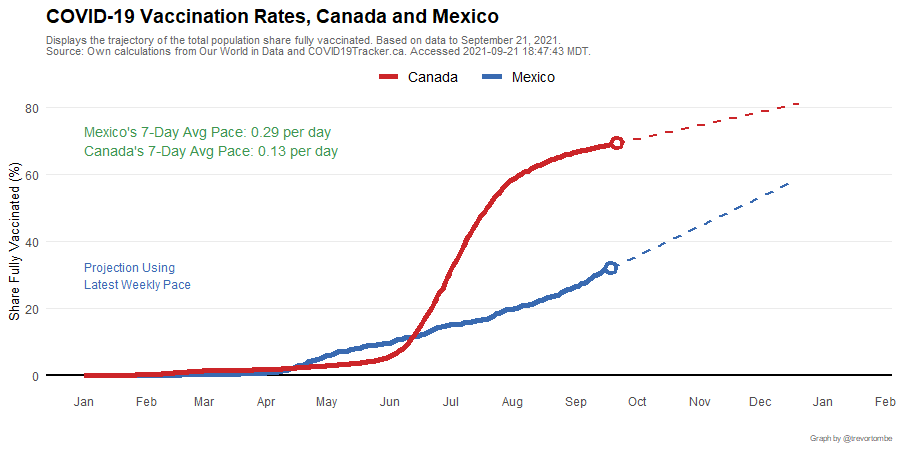 COVID-19 Vaccination Rates, Canada and Mexico
Displays the trajectory of the total population share fully vaccinated. Based on data to September 21, 2021.
Source: Own calculations from Our World in Data and COVID19Tracker.ca. Accessed 2021-09-21 18:47:43 MDT.
Canada Mexico
Share Fully Vaccinated (%)
80
60
40
20
0
Mexico's 7-Day Avg Pace: 0.29 per day
Canada's 7-Day Avg Pace: 0.13 per day
Projection Using
Latest Weekly Pace
Jan Feb Mar Apr May Jun Jul Aug Sep Oct Nov Dec Jan Feb
Graph by @trevortombe